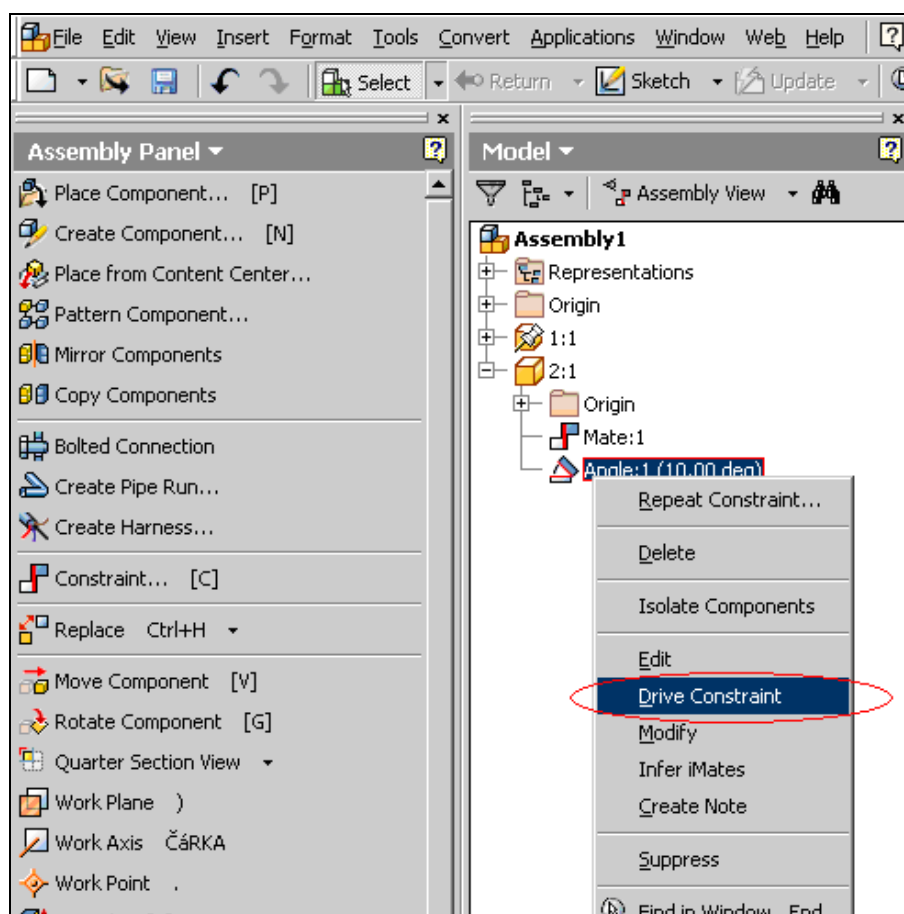 File Edit View Insert Format Tools Convert Applications Window Web Help
Select Return Sketch Update
Assembly Panel
Place Component... [P]
Create Component... [N]
Place from Content Center...
Pattern Component...
Mirror Components
Copy Components
Bolted Connection
Create Pipe Run...
Create Harness...
Constraint... [C]
Replace Ctrl+H
Move Component [V]
Rotate Component [G]
Quarter Section View
Work Plane )
Work Axis ČáRKA
Work Point .
Model
Assembly View
Assembly1
Representations
Origin
1:1
2:1
Origin
Mate:1
Angle:1 (10,00 deg)
Repeat Constraint...
Delete
Isolate Components
Edit
Drive Constraint
Modify
Infer iMates
Create Note
Suppress
Find in Window End